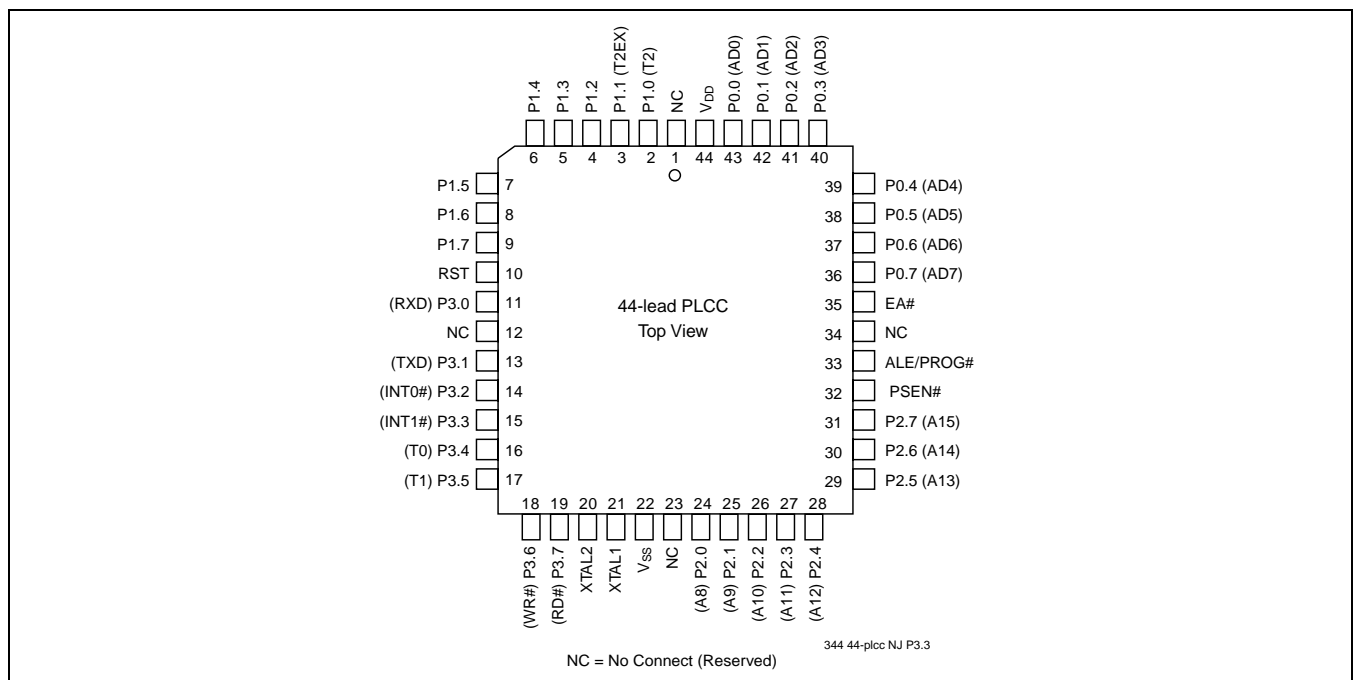 P1.4
P1.3
P1.2
P1.1 (T2EX)
P1.0 (T2)
NC
VDD
P0.0 (AD0)
P0.1 (AD1)
P0.2 (AD2)
P0.3 (AD3)
6 5 4 3 2 1 44 43 42 41 40
P1.5 7
P1.6 8
P1.7 9
RST 10
(RXD) P3.0 11
NC 12
(TXD) P3.1 13
(INT0#) P3.2 14
(INT1#) P3.3 15
(T0) P3.4 16
(T1) P3.5 17
44-lead PLCC
Top View
39 P0.4 (AD4)
38 P0.5 (AD5)
37 P0.6 (AD6)
36 P0.7 (AD7)
35 EA#
34 NC
33 ALE/PROG#
32 PSEN#
31 P2.7 (A15)
30 P2.6 (A14)
29 P2.5 (A13)
18 19 20 21 22 23 24 25 26 27 28
(WR#) P3.6
(RD#) P3.7
XTAL2
XTAL1
VSS
NC
(A8) P2.0
(A9) P2.1
(A10) P2.2
(A11) P2.3
(A12) P2.4
344 44-plcc NJ P3.3
NC = No Connect (Reserved)